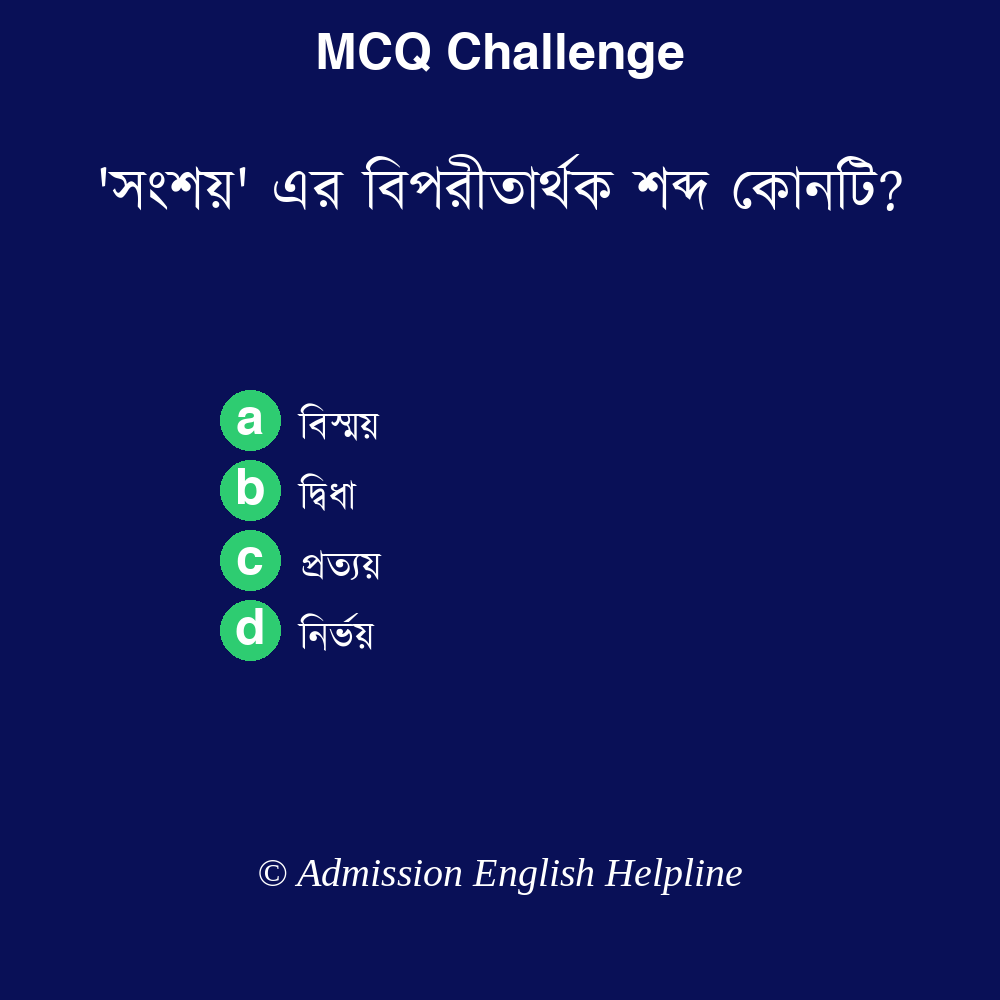 MCQ Challenge
'সংশয়' এর বিপরীতার্থক শব্দ কোনটি?
a বিস্ময়
b দ্বিধা
c প্রত্যয়
d নির্ভয়
© Admission English Helpline